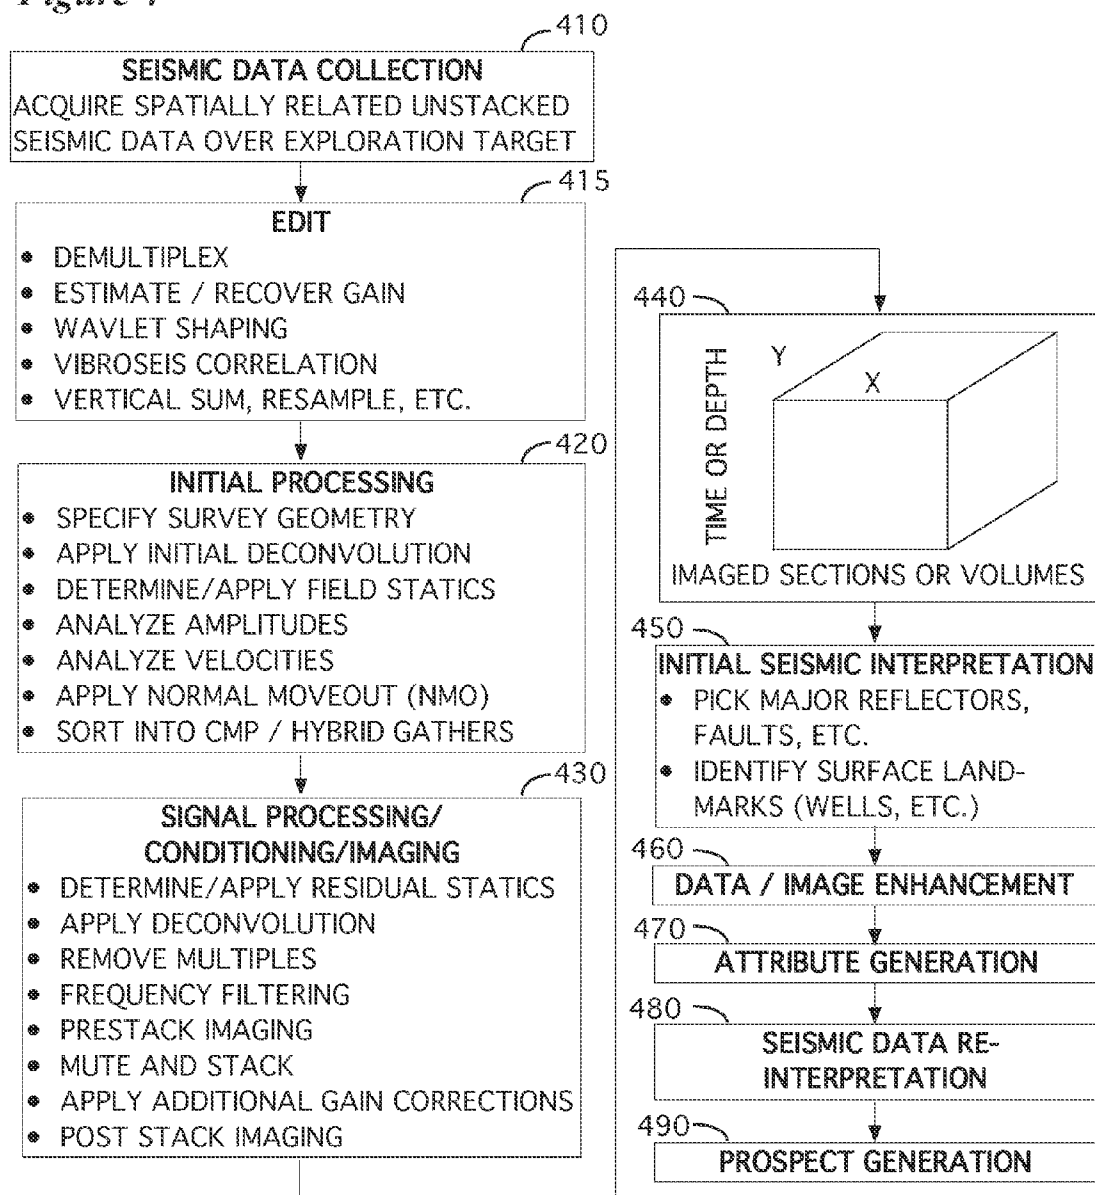 Figure 4
410
SEISMIC DATA COLLECTION
ACQUIRE SPATIALLY RELATED UNSTACKED
SEISMIC DATA OVER EXPLORATION TARGET
415
EDIT
• DEMULTIPLEX
• ESTIMATE / RECOVER GAIN
• WAVLET SHAPING
• VIBROSEIS CORRELATION
• VERTICAL SUM, RESAMPLE, ETC.
420
INITIAL PROCESSING
• SPECIFY SURVEY GEOMETRY
• APPLY INITIAL DECONVOLUTION
• DETERMINE/APPLY FIELD STATICS
• ANALYZE AMPLITUDES
• ANALYZE VELOCITIES
• APPLY NORMAL MOVEOUT (NMO)
• SORT INTO CMP / HYBRID GATHERS
430
SIGNAL PROCESSING/
CONDITIONING/IMAGING
• DETERMINE/APPLY RESIDUAL STATICS
• APPLY DECONVOLUTION
• REMOVE MULTIPLES
• FREQUENCY FILTERING
• PRESTACK IMAGING
• MUTE AND STACK
• APPLY ADDITIONAL GAIN CORRECTIONS
• POST STACK IMAGING
440
TIME OR DEPTH
Y
X
IMAGED SECTIONS OR VOLUMES
450
INITIAL SEISMIC INTERPRETATION
• PICK MAJOR REFLECTORS,
FAULTS, ETC.
• IDENTIFY SURFACE LAND-
MARKS (WELLS, ETC.)
460
DATA / IMAGE ENHANCEMENT
470
ATTRIBUTE GENERATION
480
SEISMIC DATA RE-
INTERPRETATION
490
PROSPECT GENERATION